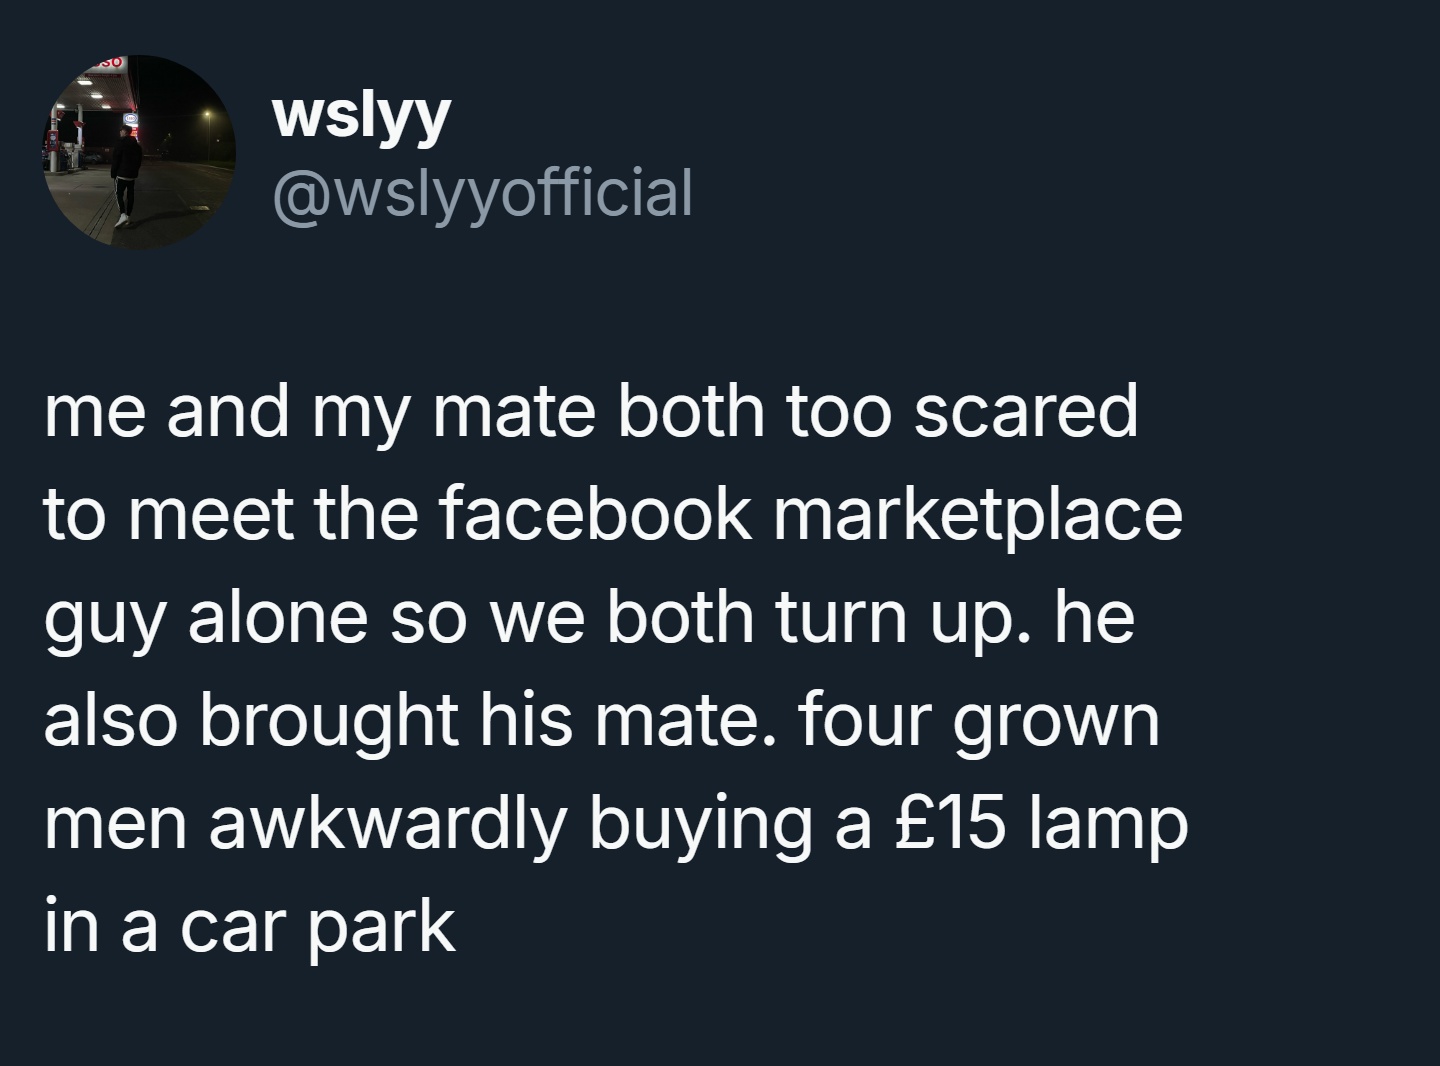 wslyy
@wslyyofficial
me and my mate both too scared
to meet the facebook marketplace
guy alone so we both turn up. he
also brought his mate. four grown
men awkwardly buying a £15 lamp
in a car park